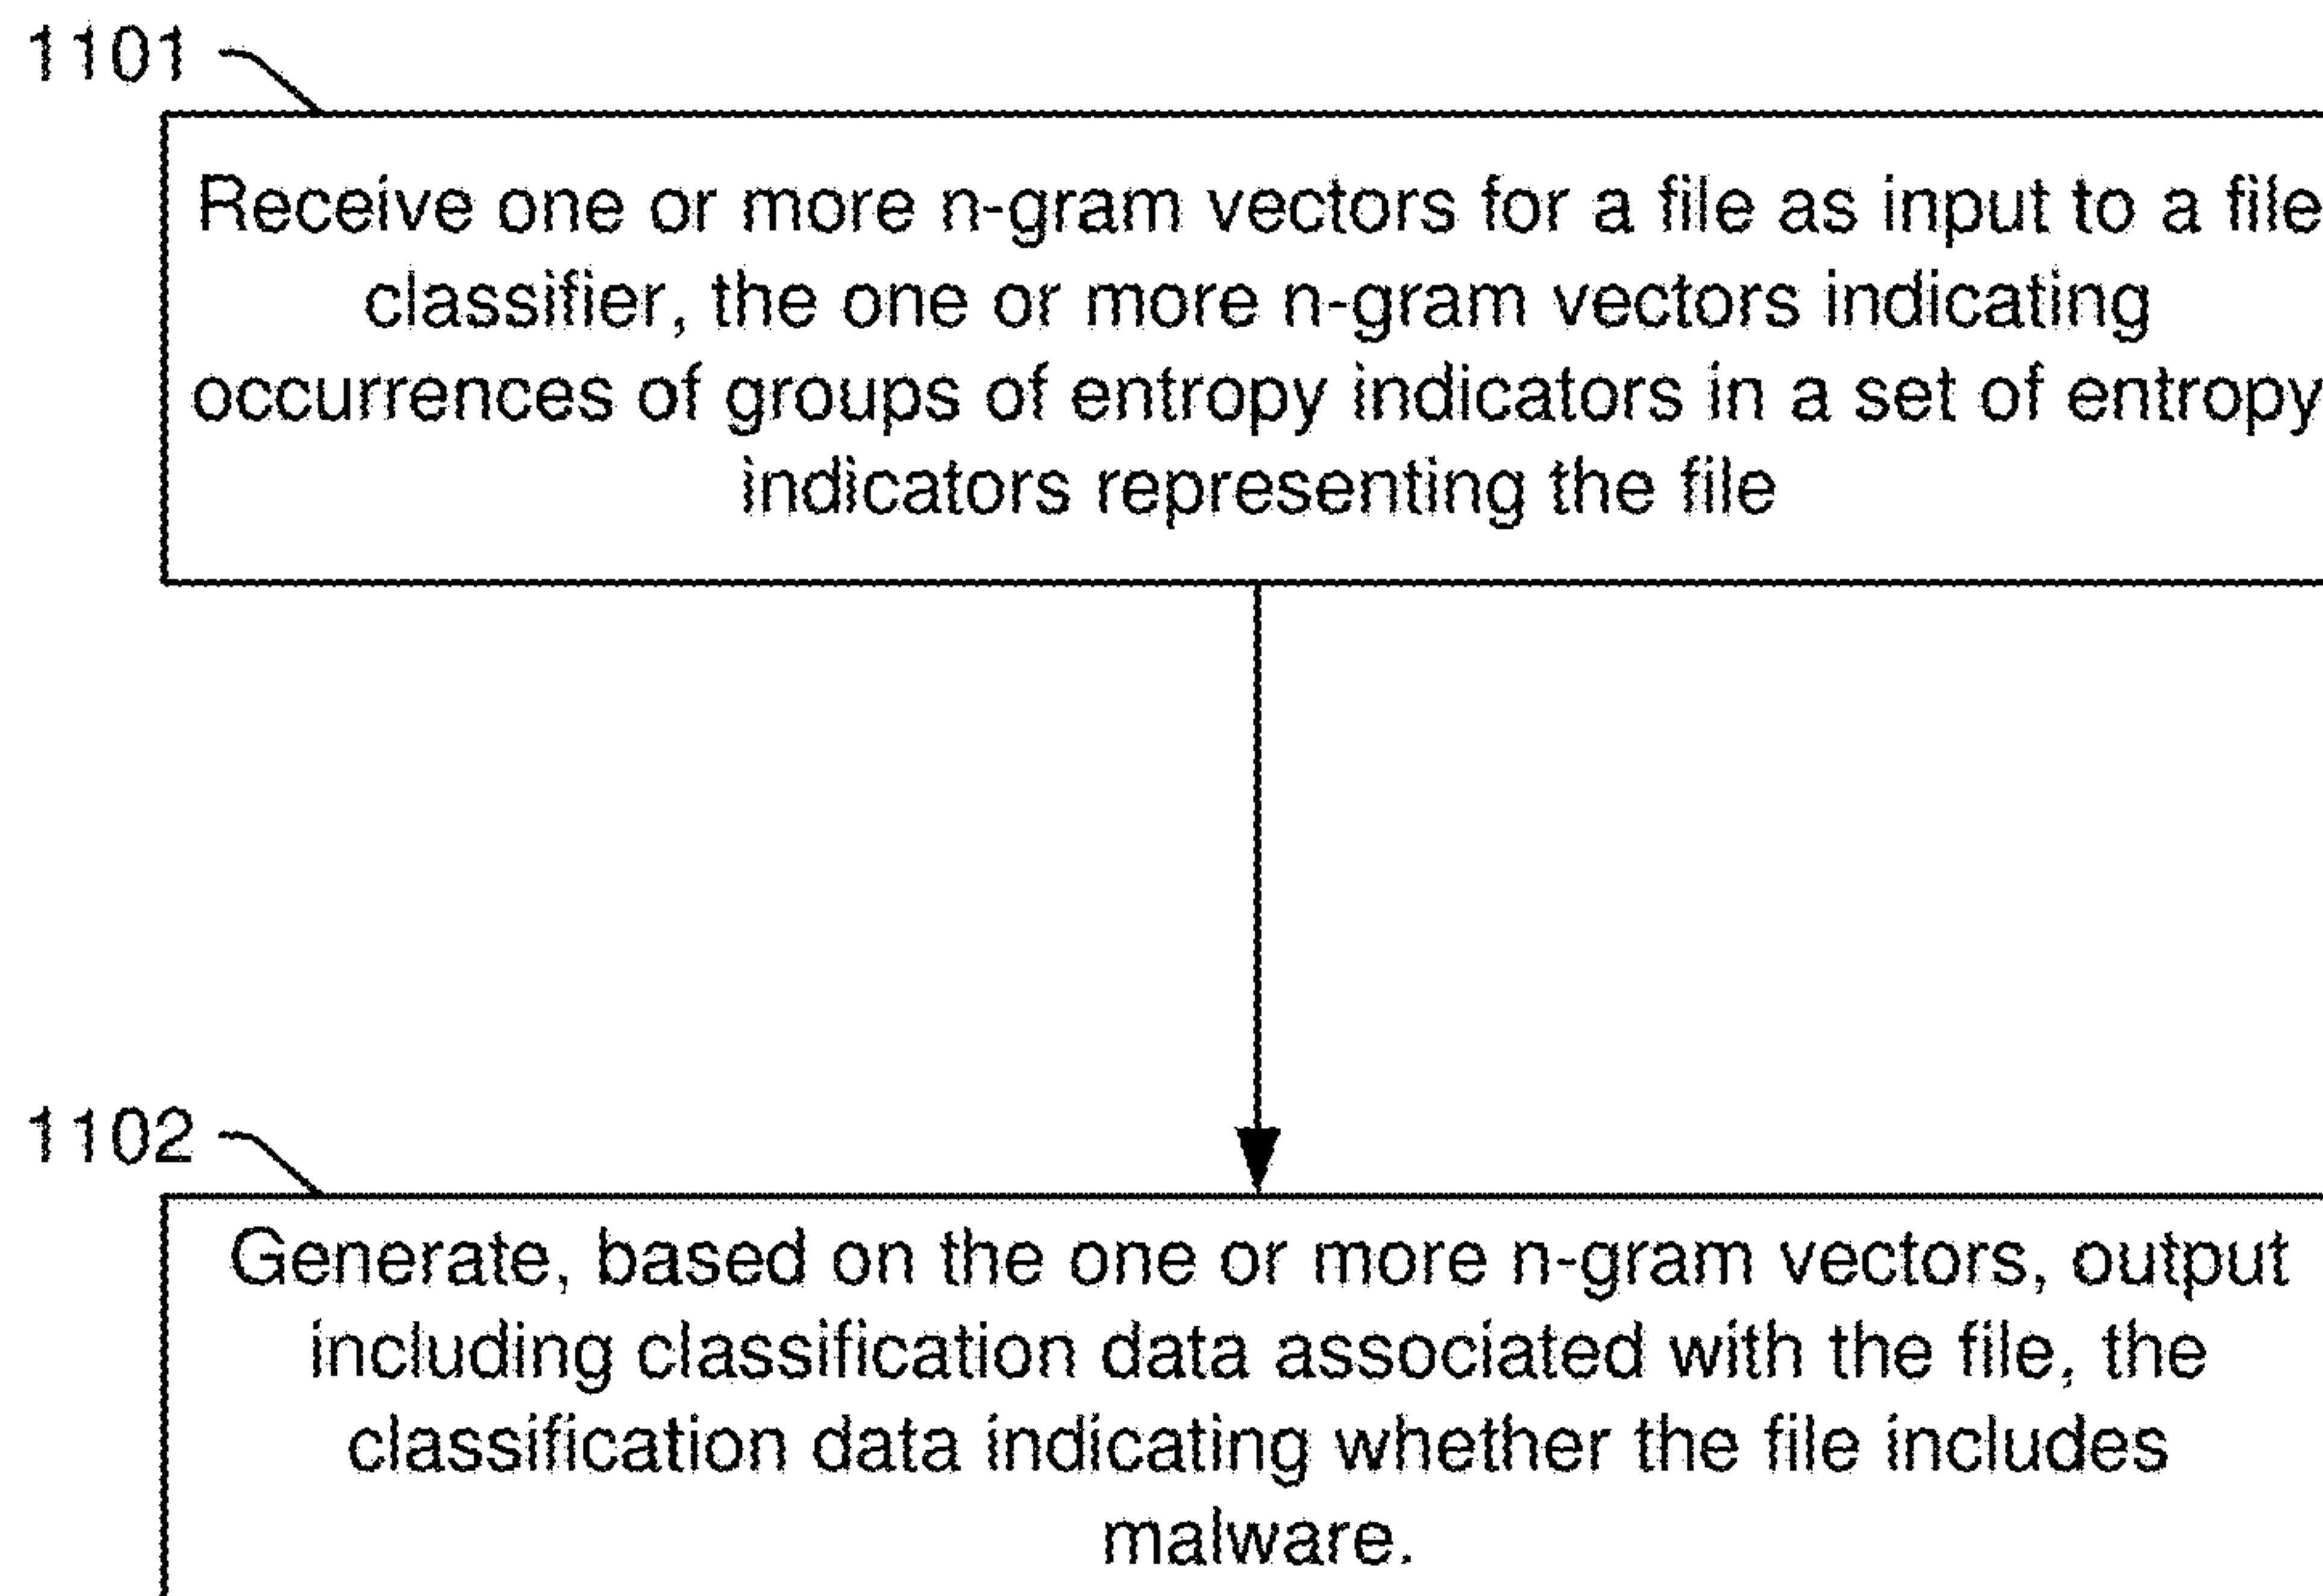 1101
Receive one or more n-gram vectors for a file as input to a file
classifier, the one or more n-gram vectors indicating
occurrences of groups of entropy indicators in a set of entropy
indicators representing the file
1102
Generate, based on the one or more n-gram vectors, output
including classification data associated with the file, the
classification data indicating whether the file includes
malware.